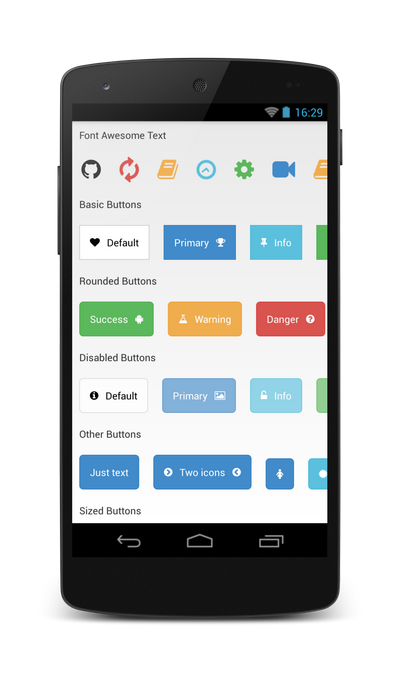 16:29
Font Awesome Text
Basic Buttons
Default
Primary
Info
Rounded Buttons
Success
Warning
Danger
Disabled Buttons
Default
Primary
Info
Other Buttons
Just text
Two icons
Sized Buttons